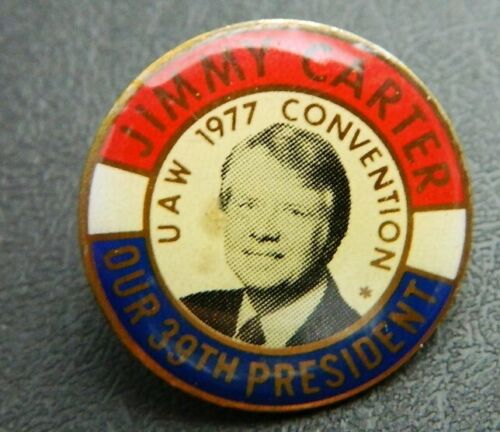 JIMMY CARTER
UAW 1977 CONVENTION *
OUR 39TH PRESIDENT